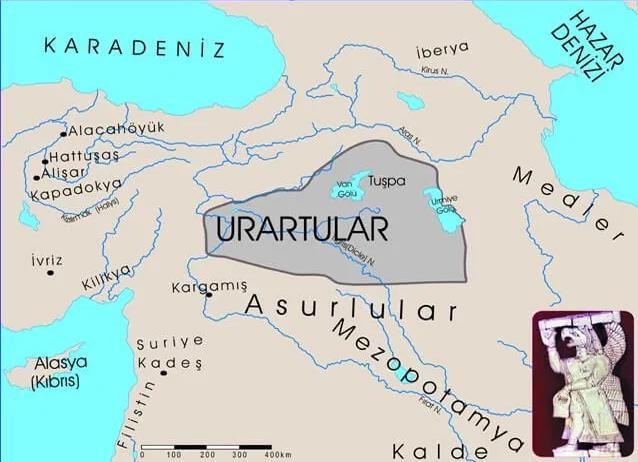 KARADENİZ
HAZAR
DENİZİ
İberya
Kirus N.
Aras N.
Alacahöyük
Hattuşaş
Alişar
Kapadokya
Kızılırmak (Halys)
Van
Gölü
Tuşpa
Urmiye
Gölü
Medler
URARTULAR
(Dicle) N.
İvriz
Kilikya
Kargamış
Asurlular
Mezopotamya
Suriye
Kadeş
Alasya
(Kıbrıs)
Filistin
Fırat N.
Kalde
0 100 200 300 400km